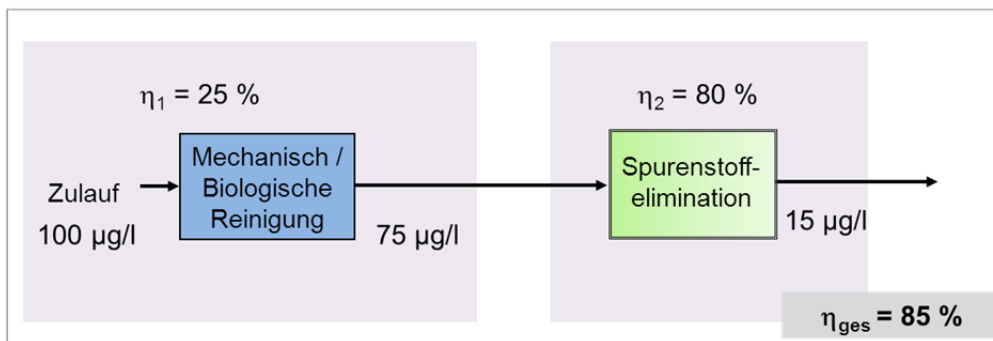 η1 = 25 %
Mechanisch /
Biologische
Reinigung
Zulauf
100 µg/l
75 µg/l
η2 = 80 %
Spurenstoff-
elimination
15 µg/l
ηges = 85 %